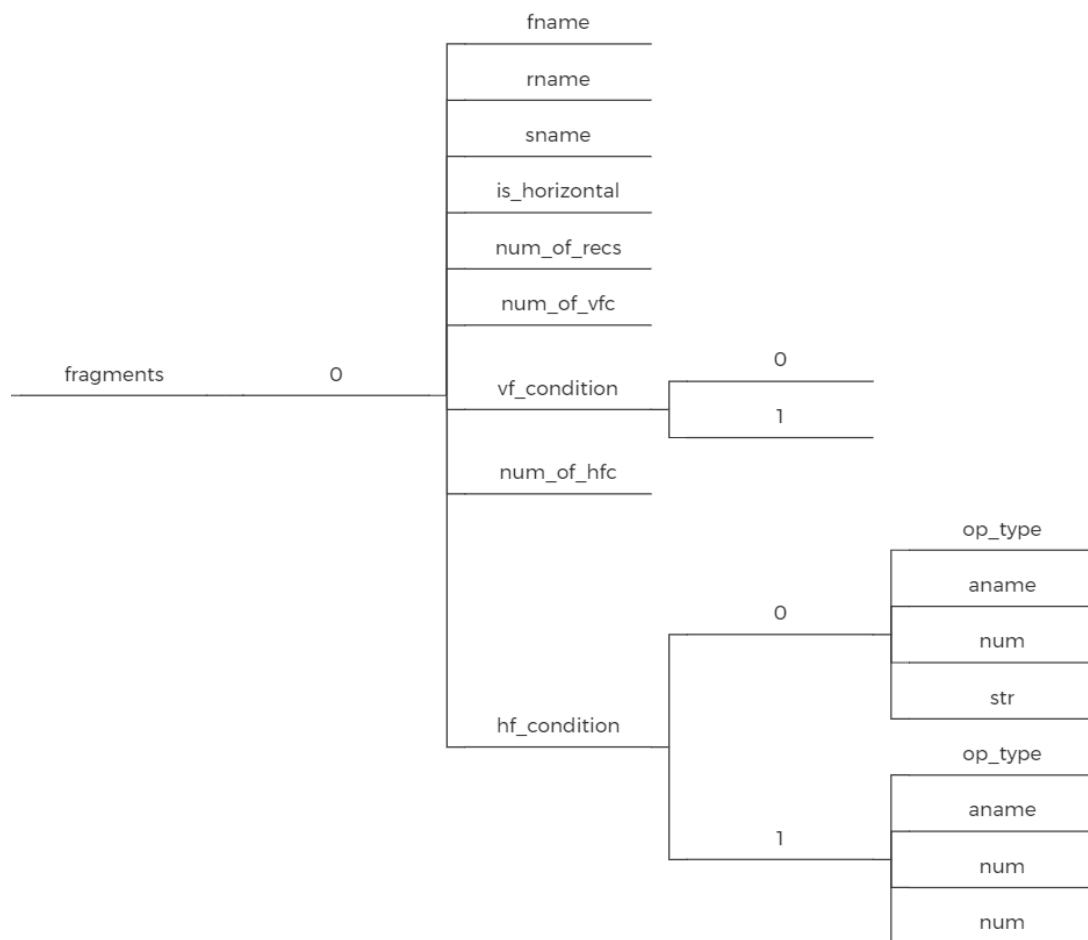 fname
rname
sname
is_horizontal
num_of_recs
num_of_vfc
fragments 0
vf_condition
0
1
num_of_hfc
hf_condition
0
op_type
aname
num
str
1
op_type
aname
num
num